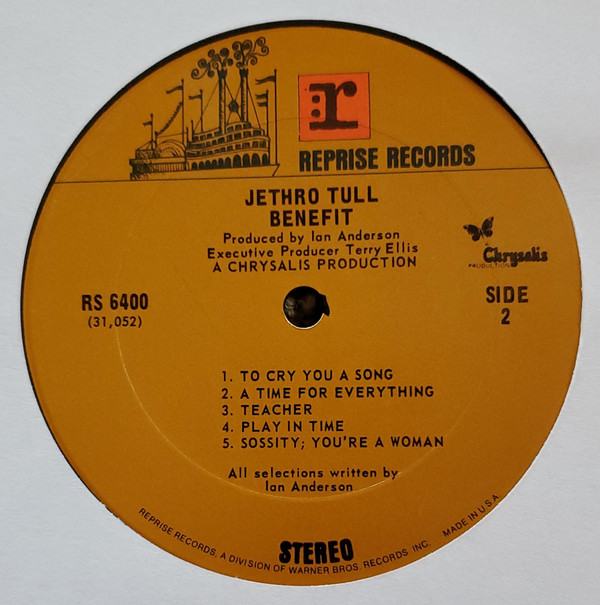 r
REPRISE RECORDS
JETHRO TULL
BENEFIT
Produced by Ian Anderson
Executive Producer Terry Ellis
A CHRYSALIS PRODUCTION
Chrysalis
PRODUCTION
RS 6400
(31,052)
SIDE
2
1. TO CRY YOU A SONG
2. A TIME FOR EVERYTHING
3. TEACHER
4. PLAY IN TIME
5. SOSSITY; YOU'RE A WOMAN
All selections written by
Ian Anderson
STEREO
REPRISE RECORDS, A DIVISION OF WARNER BROS. RECORDS INC. MADE IN U.S.A.